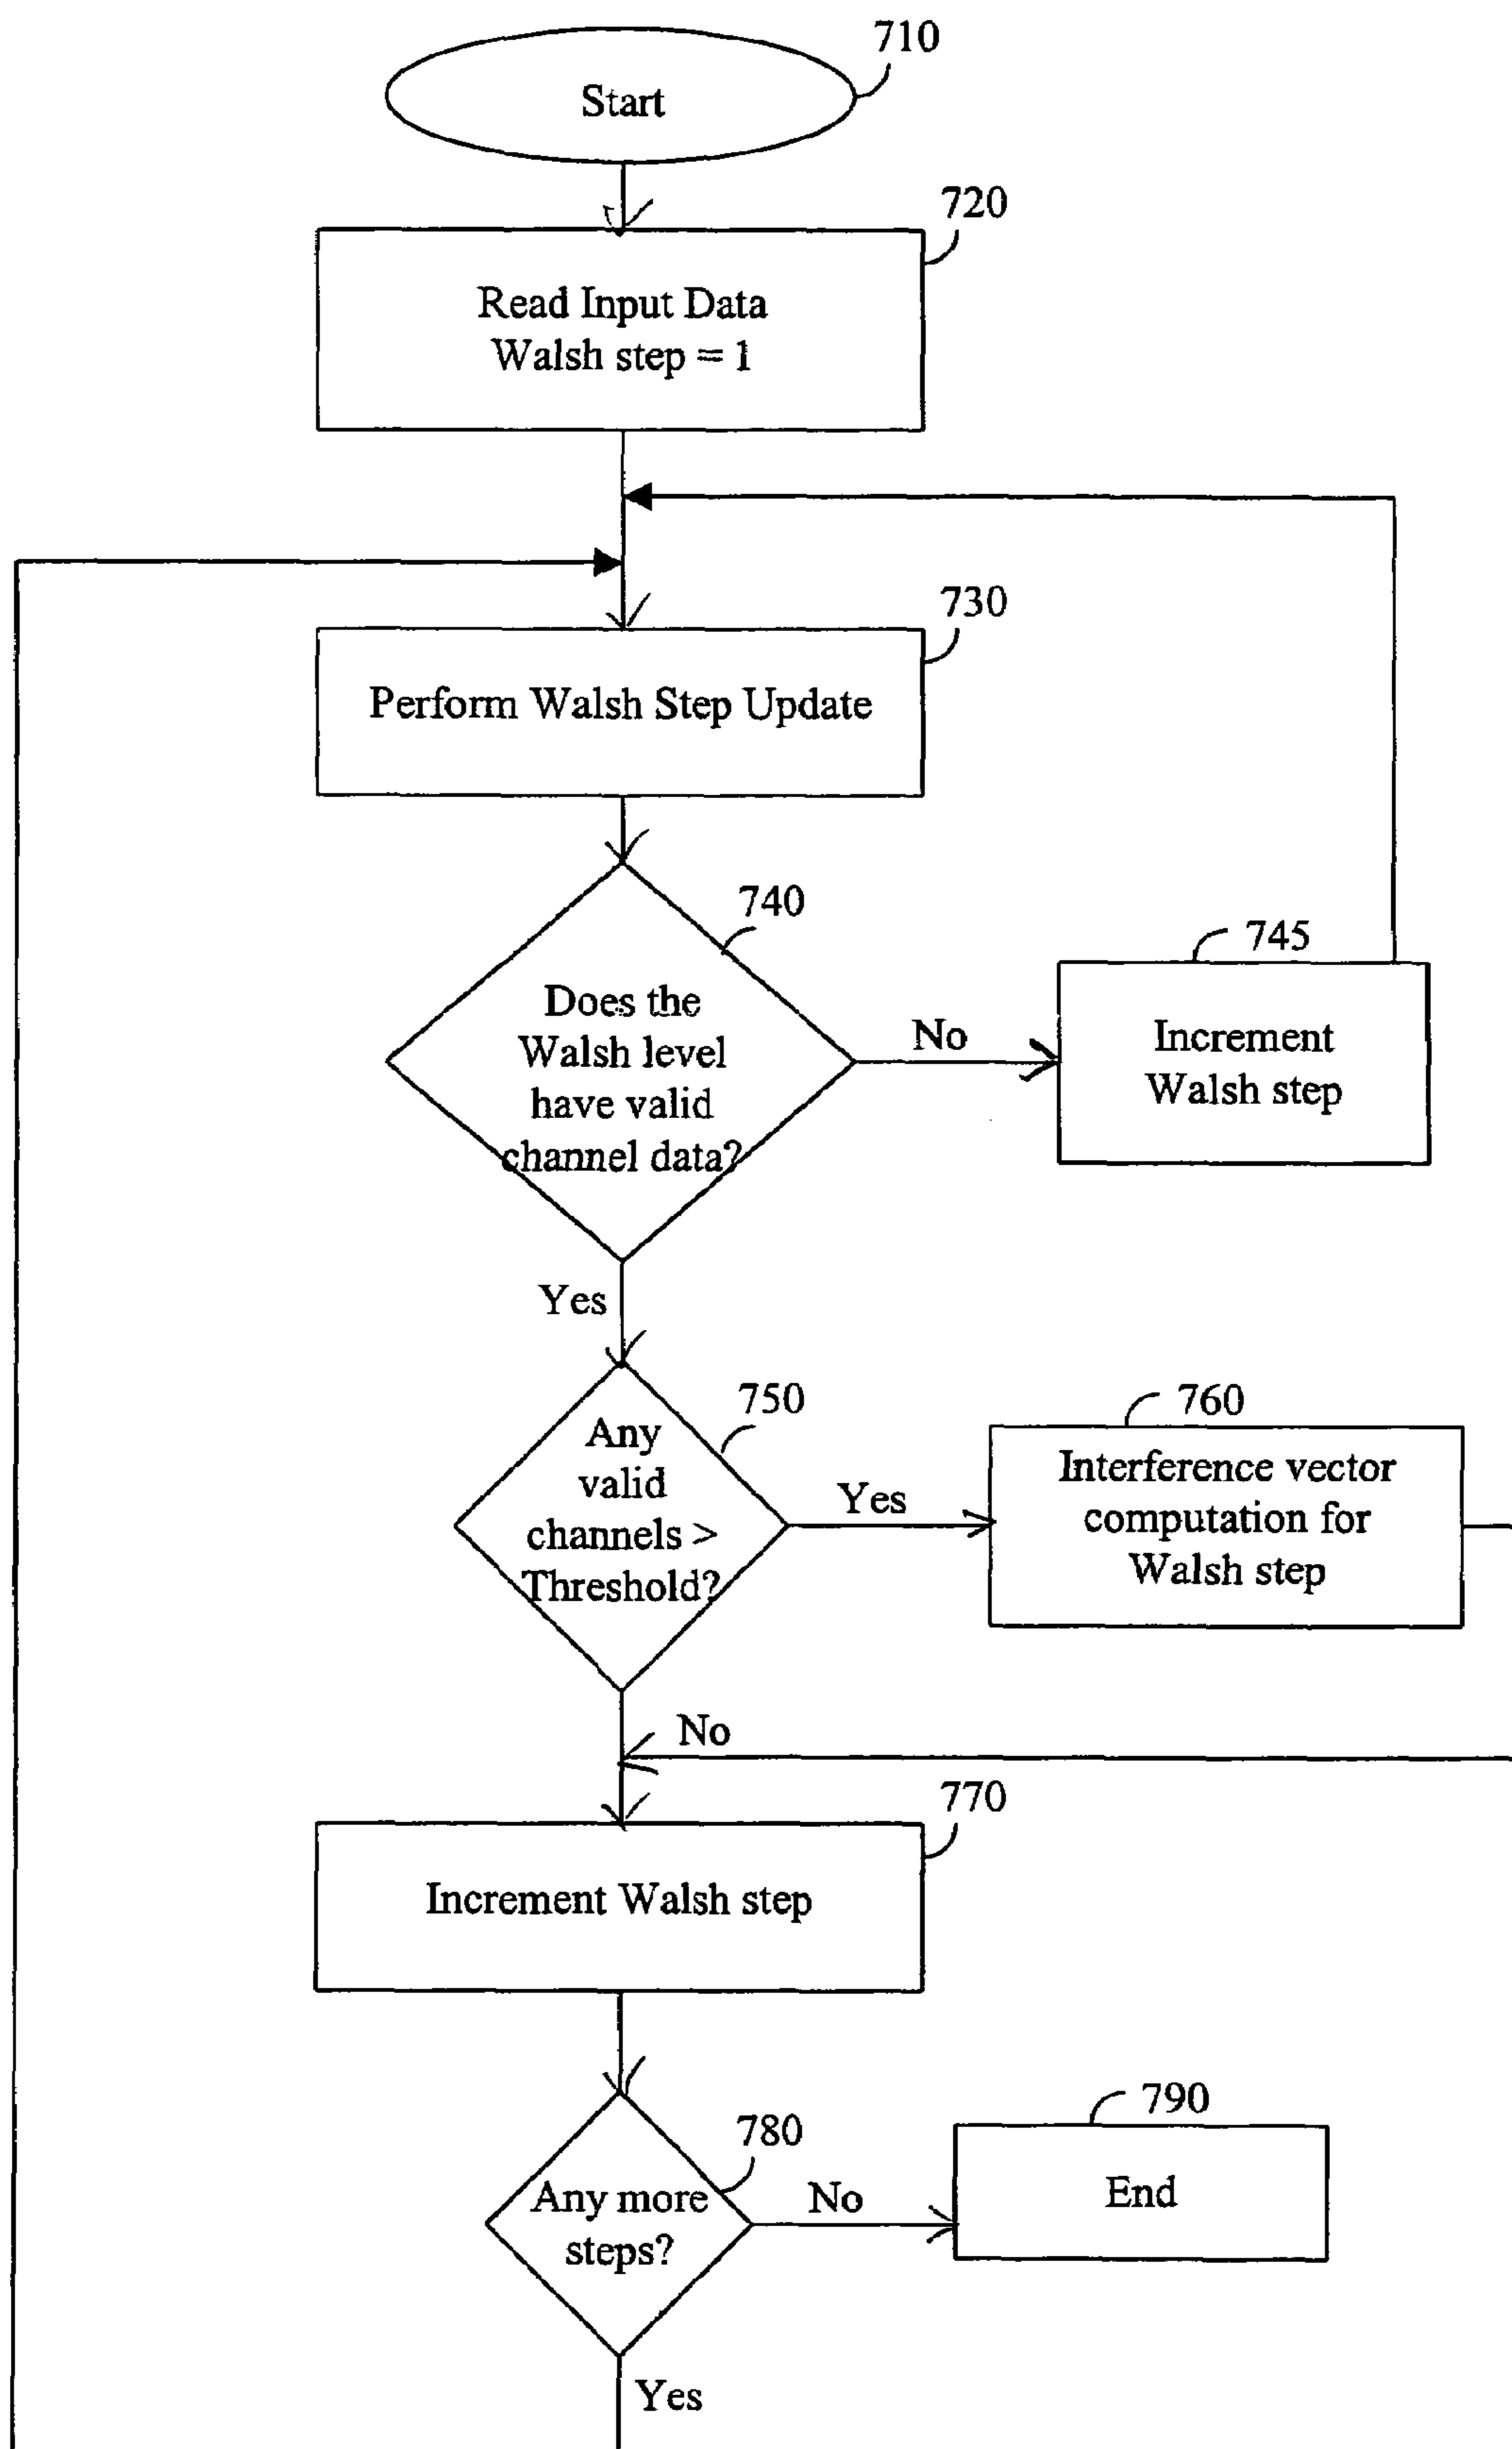 710
Start
720
Read Input Data
Walsh step = 1
730
Perform Walsh Step Update
740
Does the
Walsh level
have valid
channel data?
No
745
Increment
Walsh step
Yes
750
Any
valid
channels >
Threshold?
Yes
760
Interference vector
computation for
Walsh step
No
770
Increment Walsh step
780
Any more
steps?
No
790
End
Yes